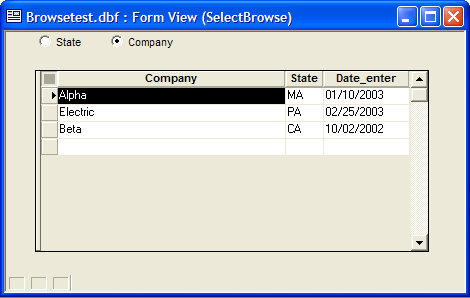 Browsetest.dbf : Form View (SelectBrowse)
State Company
Company State Date_enter
Alpha MA 01/10/2003
Electric PA 02/25/2003
Beta CA 10/02/2002